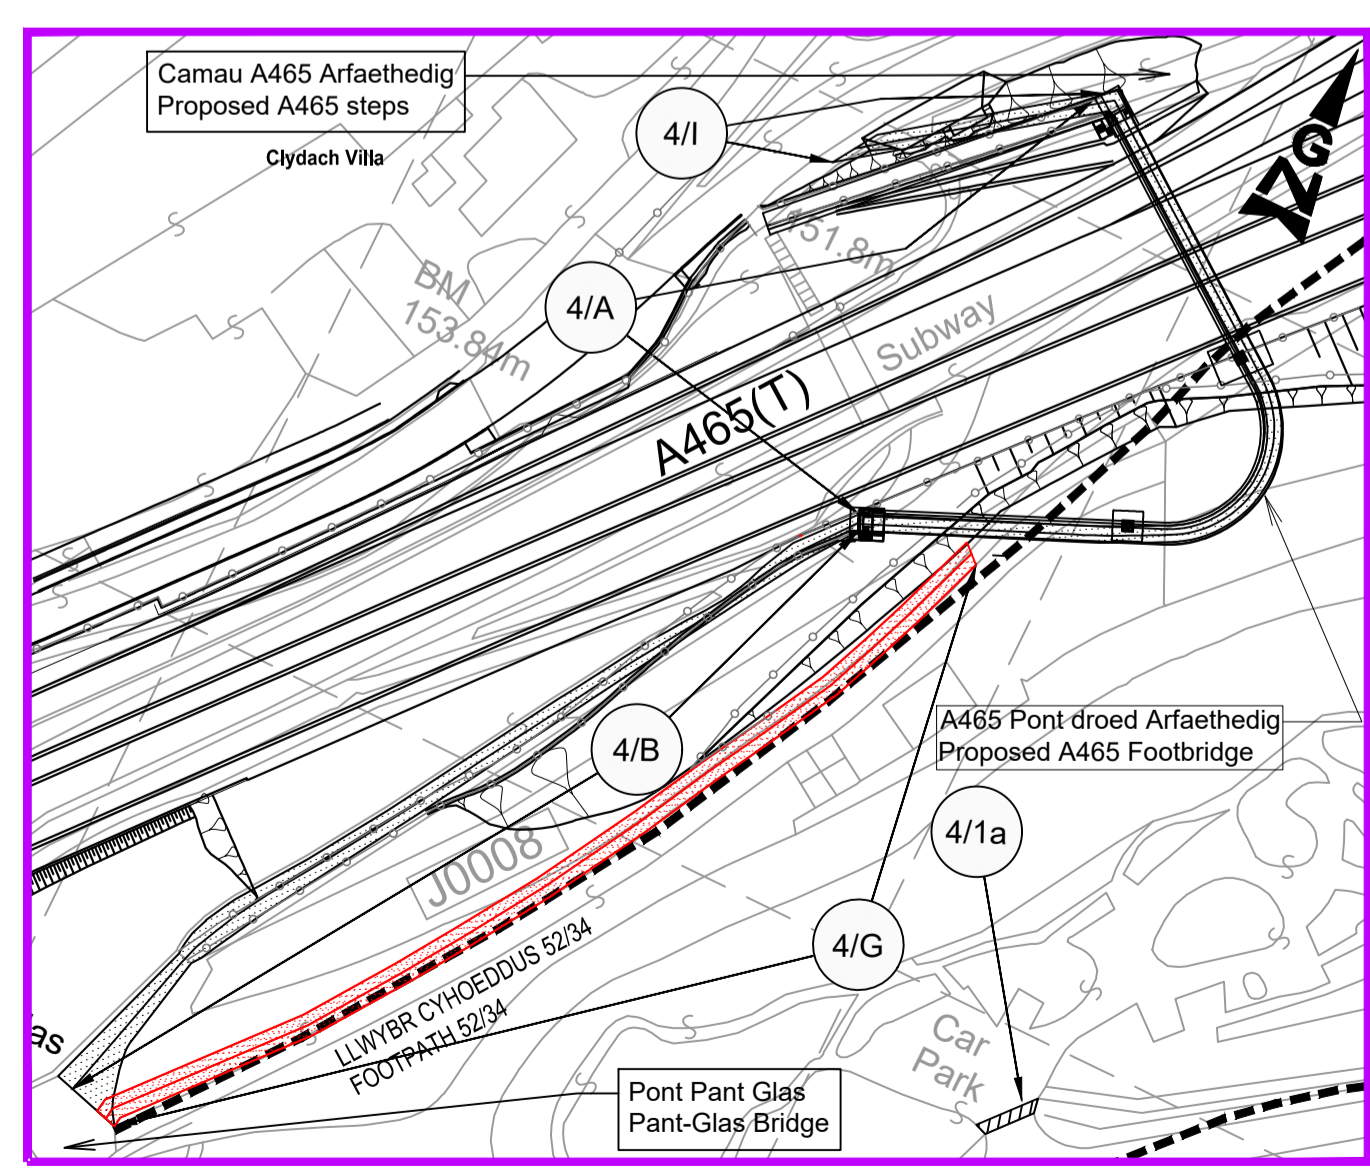 Camau A465 Arfaethedig
Proposed A465 steps
Clydach Villa
4/I
NG
BM
153.84m
4/A
151.8m
Subway
A465(T)
A465 Pont droed Arfaethedig
Proposed A465 Footbridge
4/B
4/1a
J0008
4/G
LLWYBR CYHOEDDUS 52/34
FOOTPATH 52/34
as
Car
Park
Pont Pant Glas
Pant-Glas Bridge